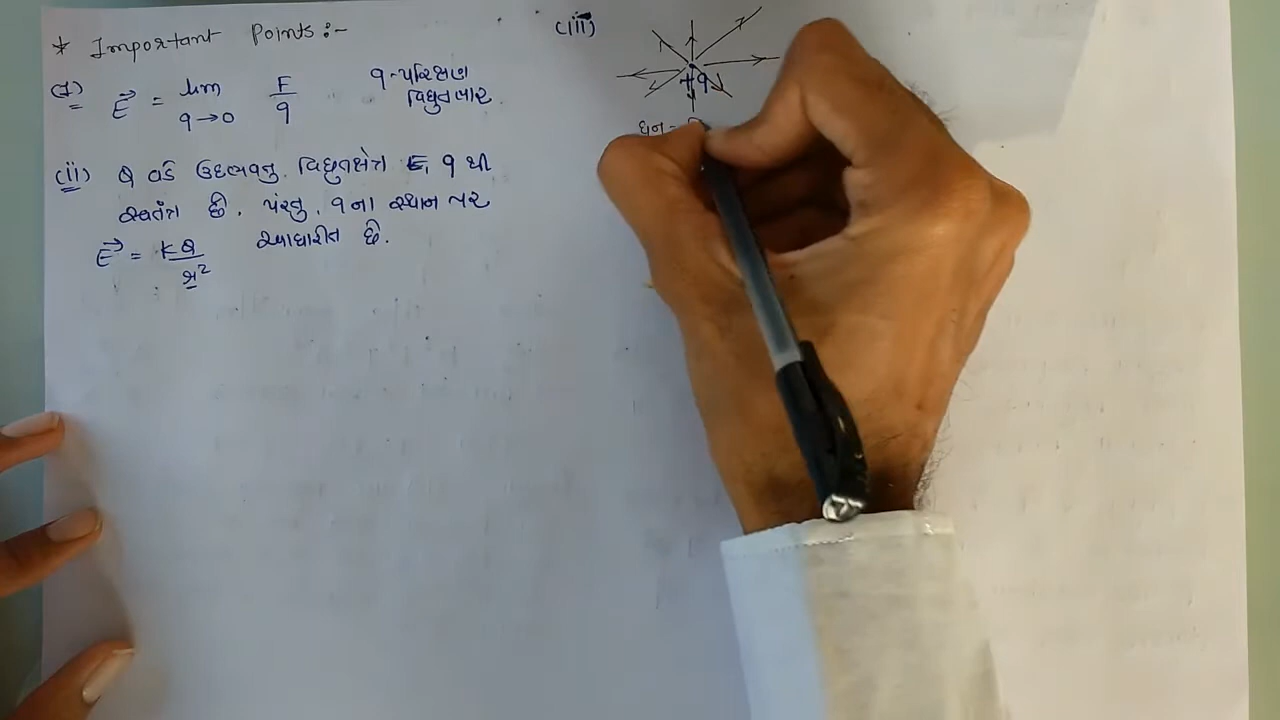 * Important Points :-
(i) E⃗ = lim q→0 F/q q - પરિક્ષણ
વિદ્યુતભાર
(ii) Q વડે ઉદભવતુ વિદ્યુતક્ષેત્ર E, q થી
સ્વતંત્ર છે. પરંતુ, q ના સ્થાન પર
E⃗ = kQ/r² આધારીત છે.
(iii)
+q
ધન -